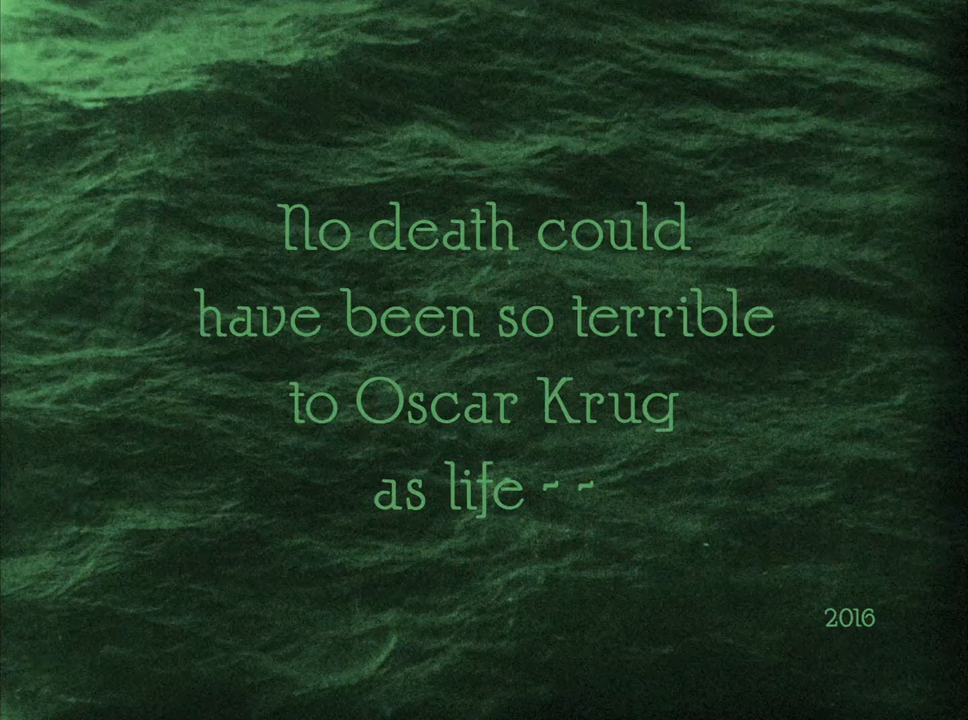 No death could
have been so terrible
to Oscar Krug
as life - -
2016